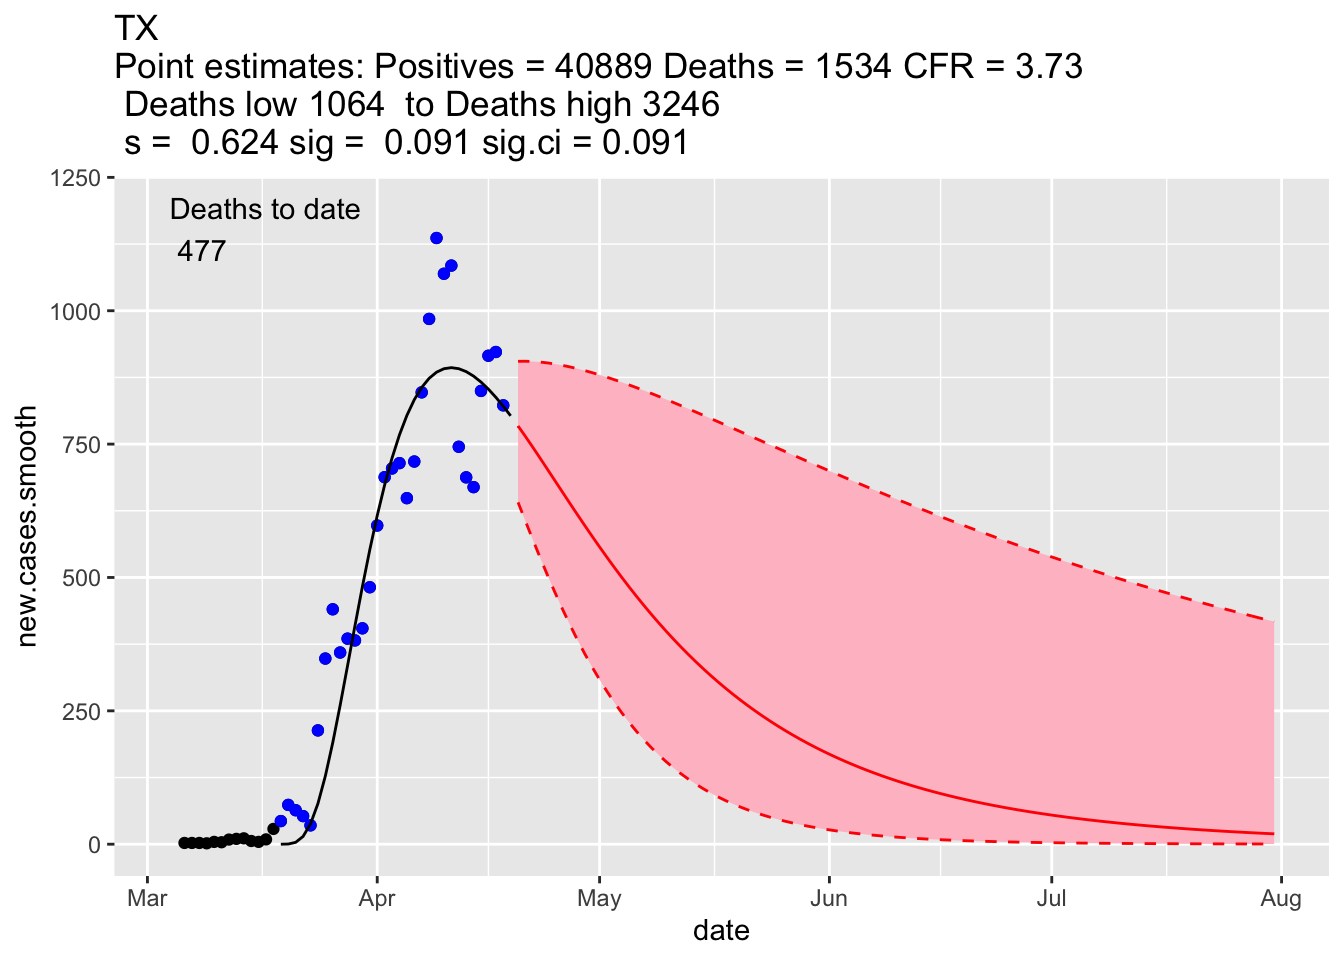 TX
Point estimates: Positives = 40889 Deaths = 1534 CFR = 3.73
Deaths low 1064 to Deaths high 3246
s = 0.624 sig = 0.091 sig.ci = 0.091
Deaths to date
477
new.cases.smooth
1250
1000
750
500
250
0
Mar Apr May Jun Jul Aug
date